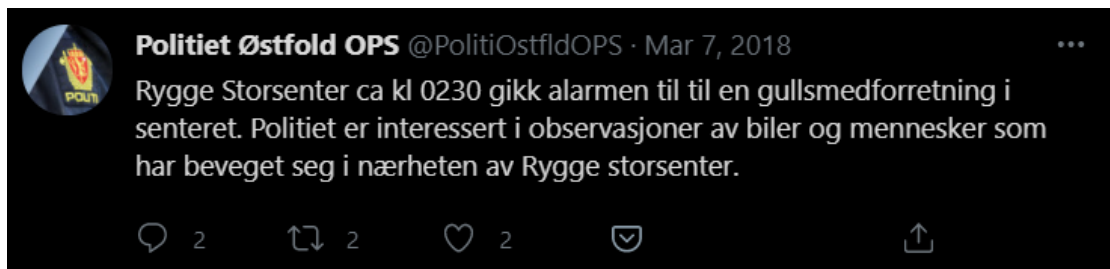 Politiet Østfold OPS @PolitiOstfldOPS · Mar 7, 2018
Rygge Storsenter ca kl 0230 gikk alarmen til til en gullsmedforretning i
senteret. Politiet er interessert i observasjoner av biler og mennesker som
har beveget seg i nærheten av Rygge storsenter.
2 2 2
POLITI